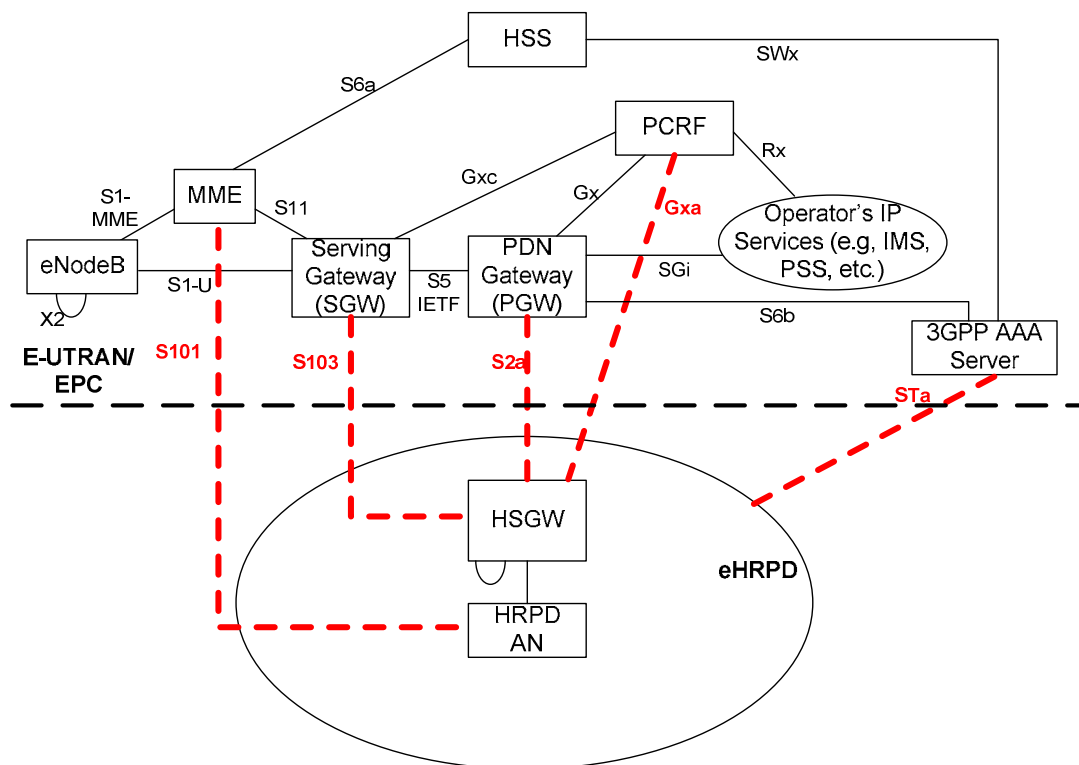 HSS
SWx
S6a
PCRF
Rx
Gxc
MME
S1-
MME
S11
Gx
Gxa
Operator's IP
Services (e.g, IMS,
PSS, etc.)
eNodeB
Serving
Gateway
(SGW)
PDN
Gateway
(PGW)
S1-U
S5
IETF
SGi
X2
S6b
3GPP AAA
Server
E-UTRAN/
EPC
S101
S103
S2a
STa
HSGW
eHRPD
HRPD
AN